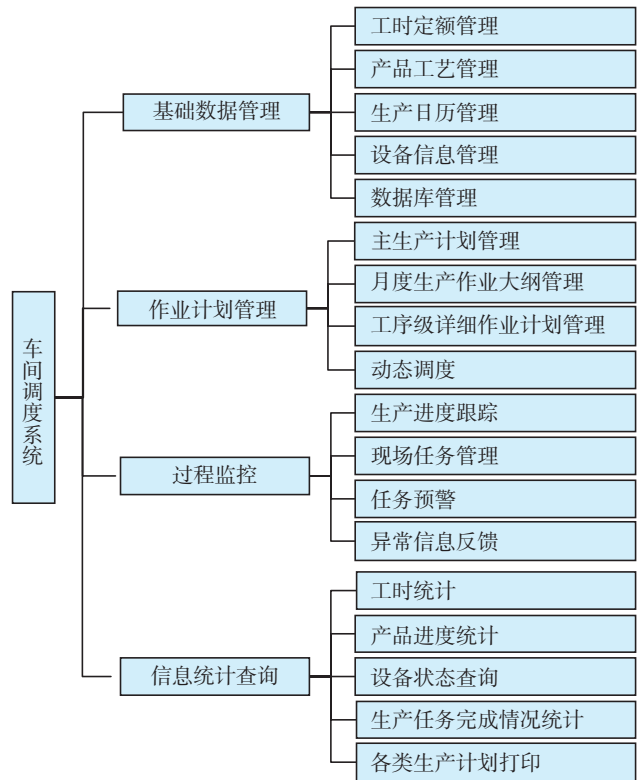 车间调度系统
基础数据管理
工时定额管理
产品工艺管理
生产日历管理
设备信息管理
数据库管理
作业计划管理
主生产计划管理
月度生产作业大纲管理
工序级详细作业计划管理
动态调度
过程监控
生产进度跟踪
现场任务管理
任务预警
异常信息反馈
信息统计查询
工时统计
产品进度统计
设备状态查询
生产任务完成情况统计
各类生产计划打印